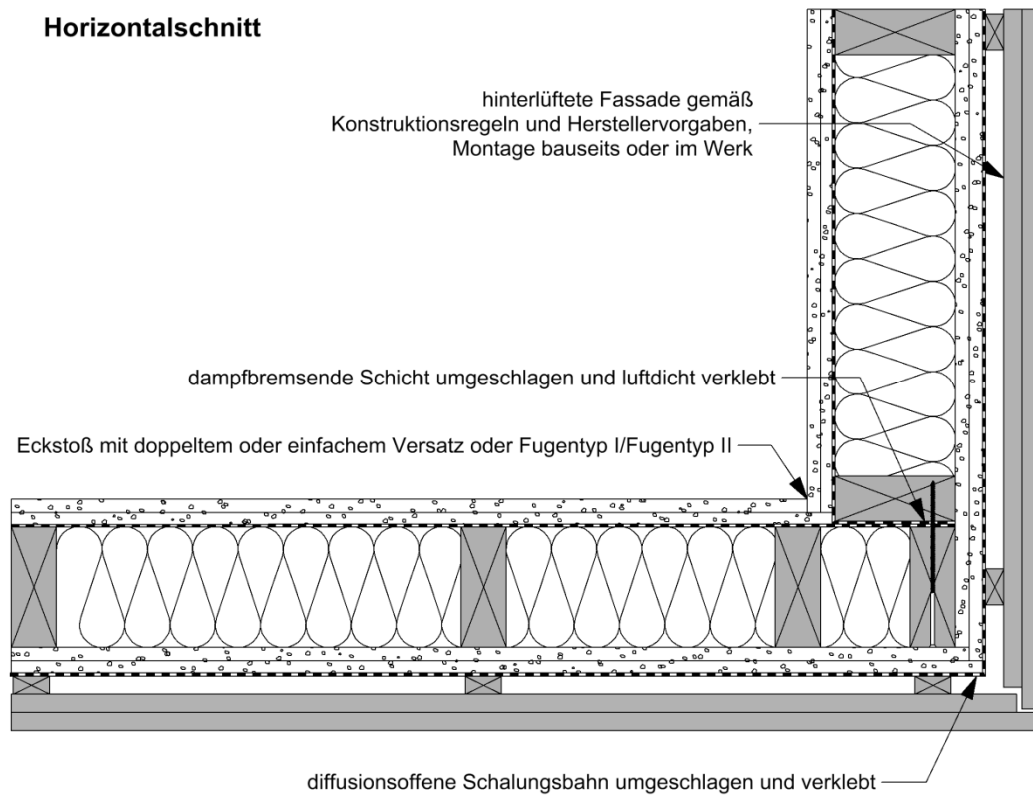 Horizontalschnitt
hinterlüftete Fassade gemäß
Konstruktionsregeln und Herstellervorgaben,
Montage bauseits oder im Werk
dampfbremsende Schicht umgeschlagen und luftdicht verklebt
Eckstoß mit doppeltem oder einfachem Versatz oder Fugentyp I/Fugentyp II
diffusionsoffene Schalungsbahn umgeschlagen und verklebt